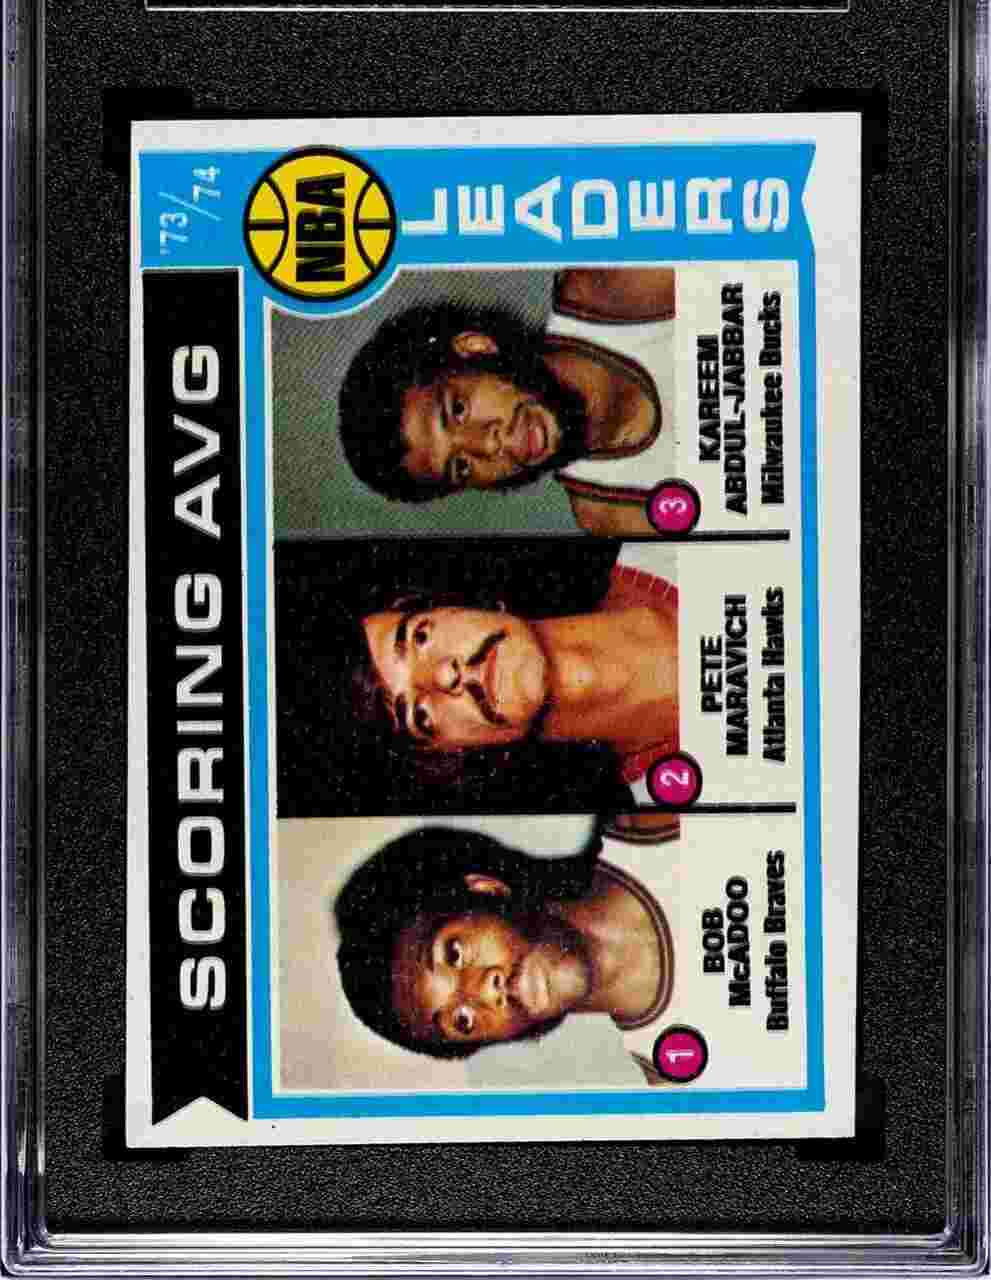 SCORING AVG
'73/74
NBA
LEADERS
1
BOB
McADOO
Buffalo Braves
2
PETE
MARAVICH
Atlanta Hawks
3
KAREEM
ABDUL-JABBAR
Milwaukee Bucks